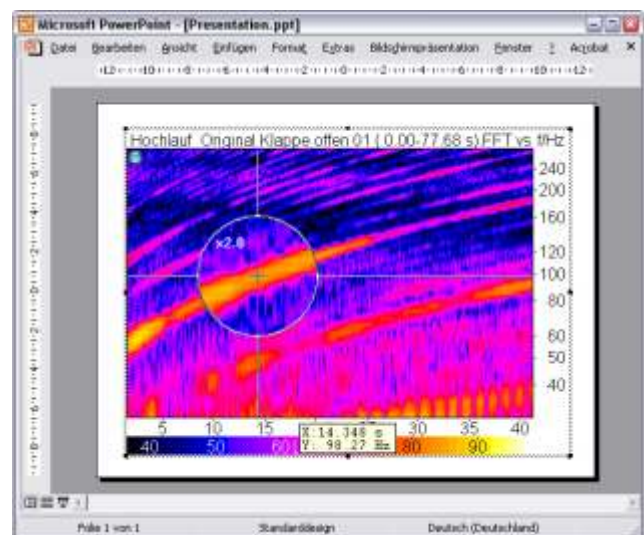 Microsoft PowerPoint - [Presentation.ppt]
Datei Bearbeiten Ansicht Einfügen Format Extras Bildschirmpräsentation Fenster ? Acrobat ×
Hochlauf Original Klappe offen 01 ( 0.00-77.68 s) FFT vs f/Hz
240
200
160
×2.0
120
100
80
60
50
40
5 10 15 30 35 40
X:14.348 s
Y: 98.27 Hz
40 50 60 80 90
Folie 1 von 1 Standarddesign Deutsch (Deutschland)